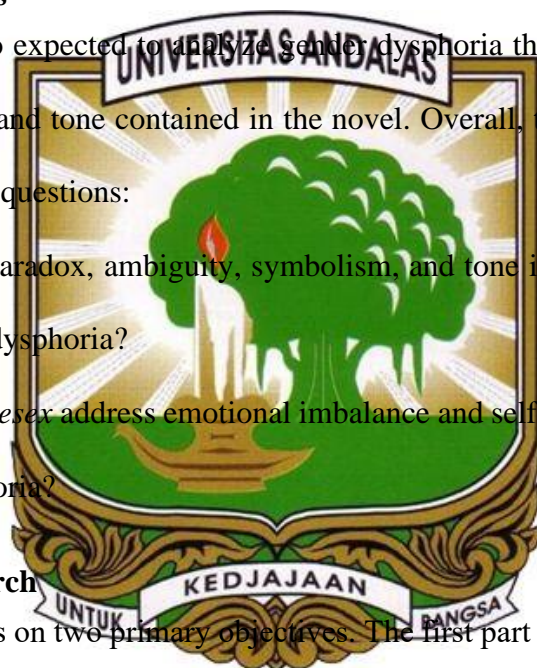 s
UNIVERSITAS ANDALAS
o expected to analyze gender dysphoria th
and tone contained in the novel. Overall, t
questions:
aradox, ambiguity, symbolism, and tone i
dysphoria?
esex address emotional imbalance and self
oria?
rch
KEDJAJAAN
UNTUK
BANGSA
s on two primary objectives. The first part